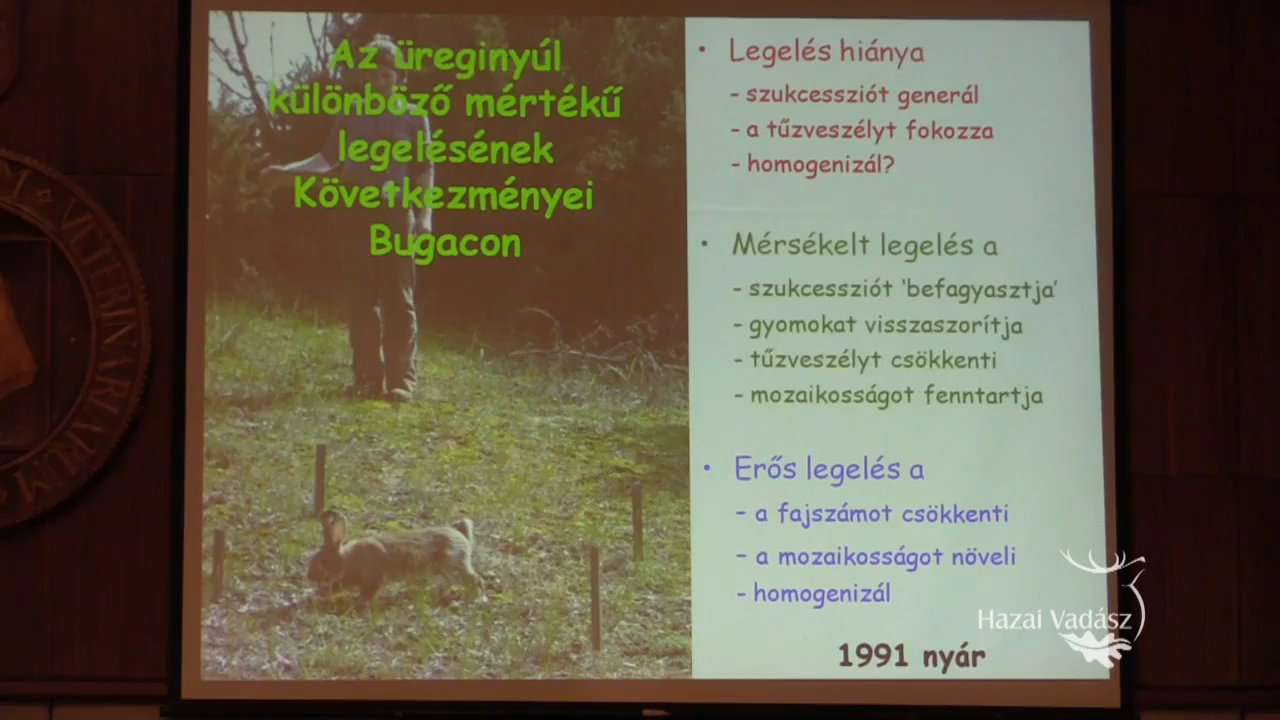 Az üreginyúl
különböző mértékű
legelésének
Következményei
Bugacon
• Legelés hiánya
- szukcessziót generál
- a tűzveszélyt fokozza
- homogenizál?
• Mérsékelt legelés a
- szukcessziót 'befagyasztja'
- gyomokat visszaszorítja
- tűzveszélyt csökkenti
- mozaikosságot fenntartja
• Erős legelés a
- a fajszámot csökkenti
- a mozaikosságot növeli
- homogenizál
1991 nyár
Hazai Vadász
VETERINARIUM